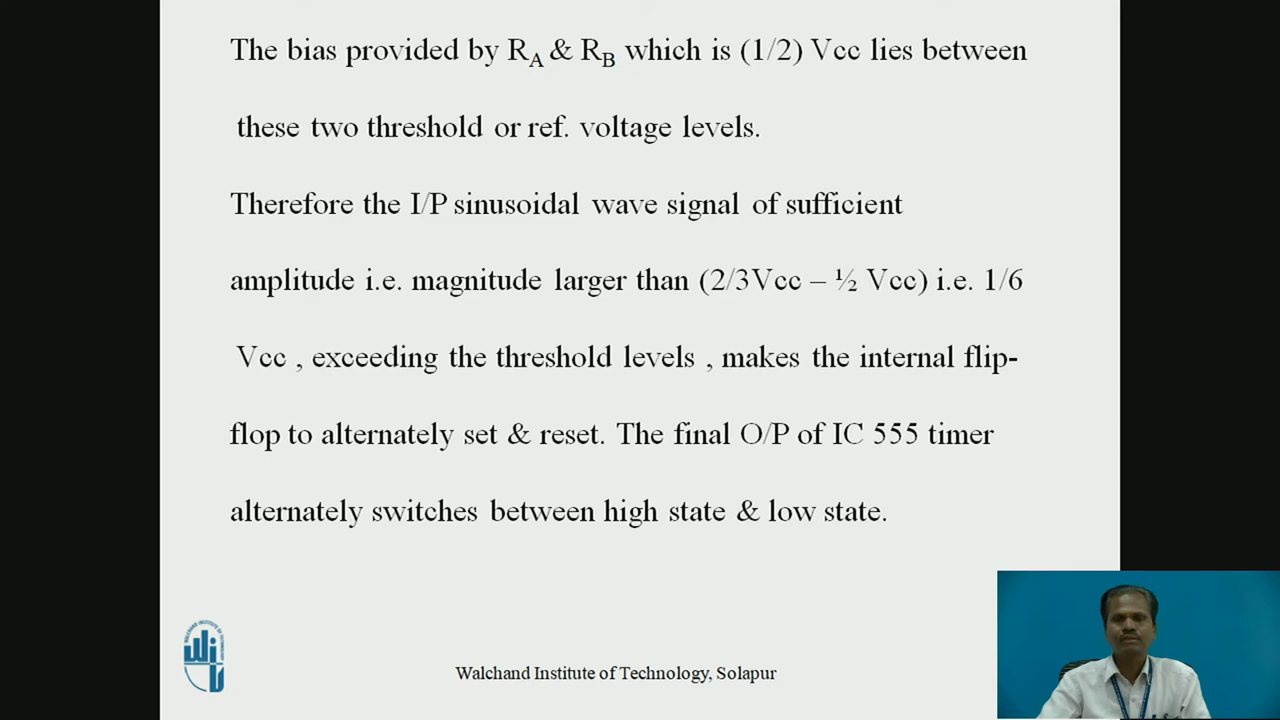 The bias provided by RA & RB which is (1/2) Vcc lies between
these two threshold or ref. voltage levels.
Therefore the I/P sinusoidal wave signal of sufficient
amplitude i.e. magnitude larger than (2/3Vcc – ½ Vcc) i.e. 1/6
Vcc , exceeding the threshold levels , makes the internal flip-
flop to alternately set & reset. The final O/P of IC 555 timer
alternately switches between high state & low state.
Walchand Institute of Technology, Solapur